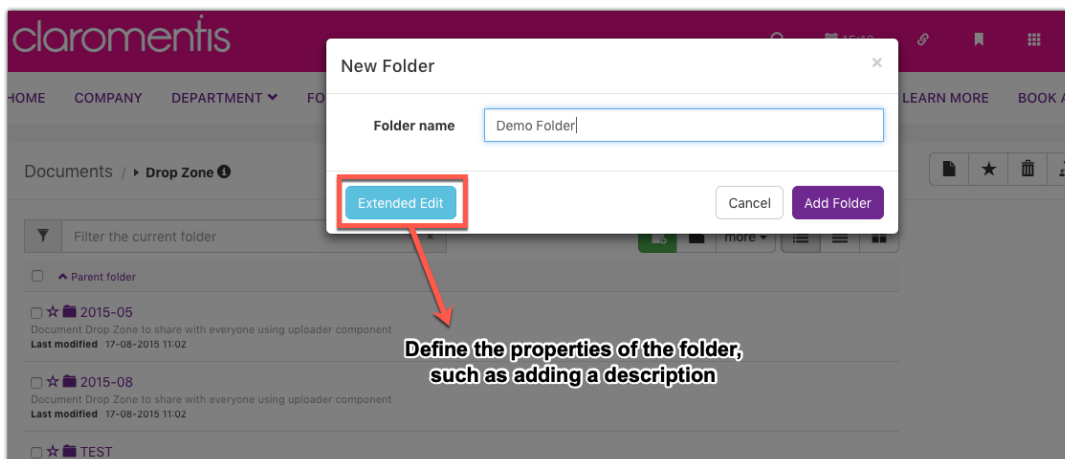 claromentis
New Folder
×
HOME COMPANY DEPARTMENT FO
LEARN MORE BOOK A
Folder name Demo Folder
Documents / Drop Zone
Extended Edit Cancel Add Folder
Filter the current folder × more
Parent folder
2015-05
Document Drop Zone to share with everyone using uploader component
Last modified 17-08-2015 11:02
Define the properties of the folder,
such as adding a description
2015-08
Document Drop Zone to share with everyone using uploader component
Last modified 17-08-2015 11:02
TEST